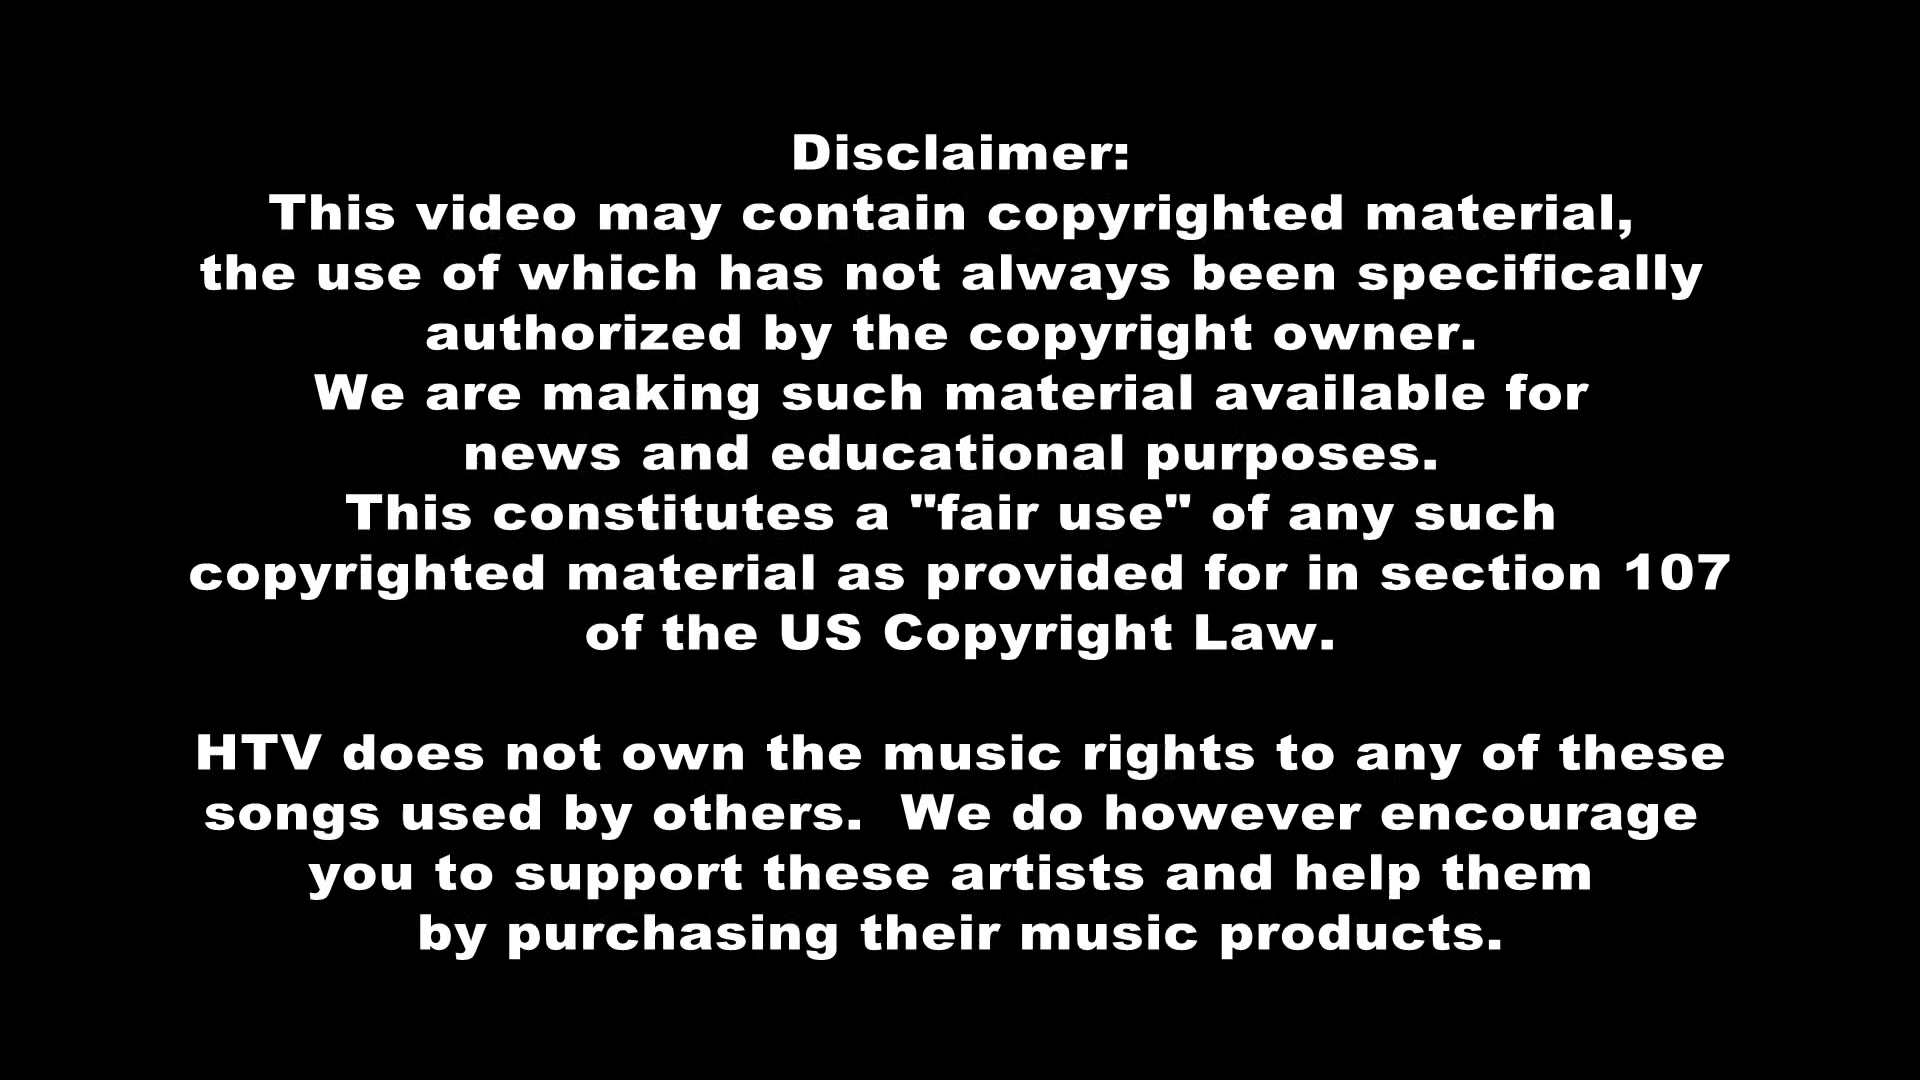 Disclaimer:
This video may contain copyrighted material,
the use of which has not always been specifically
authorized by the copyright owner.
We are making such material available for
news and educational purposes.
This constitutes a "fair use" of any such
copyrighted material as provided for in section 107
of the US Copyright Law.
HTV does not own the music rights to any of these
songs used by others.  We do however encourage
you to support these artists and help them
by purchasing their music products.